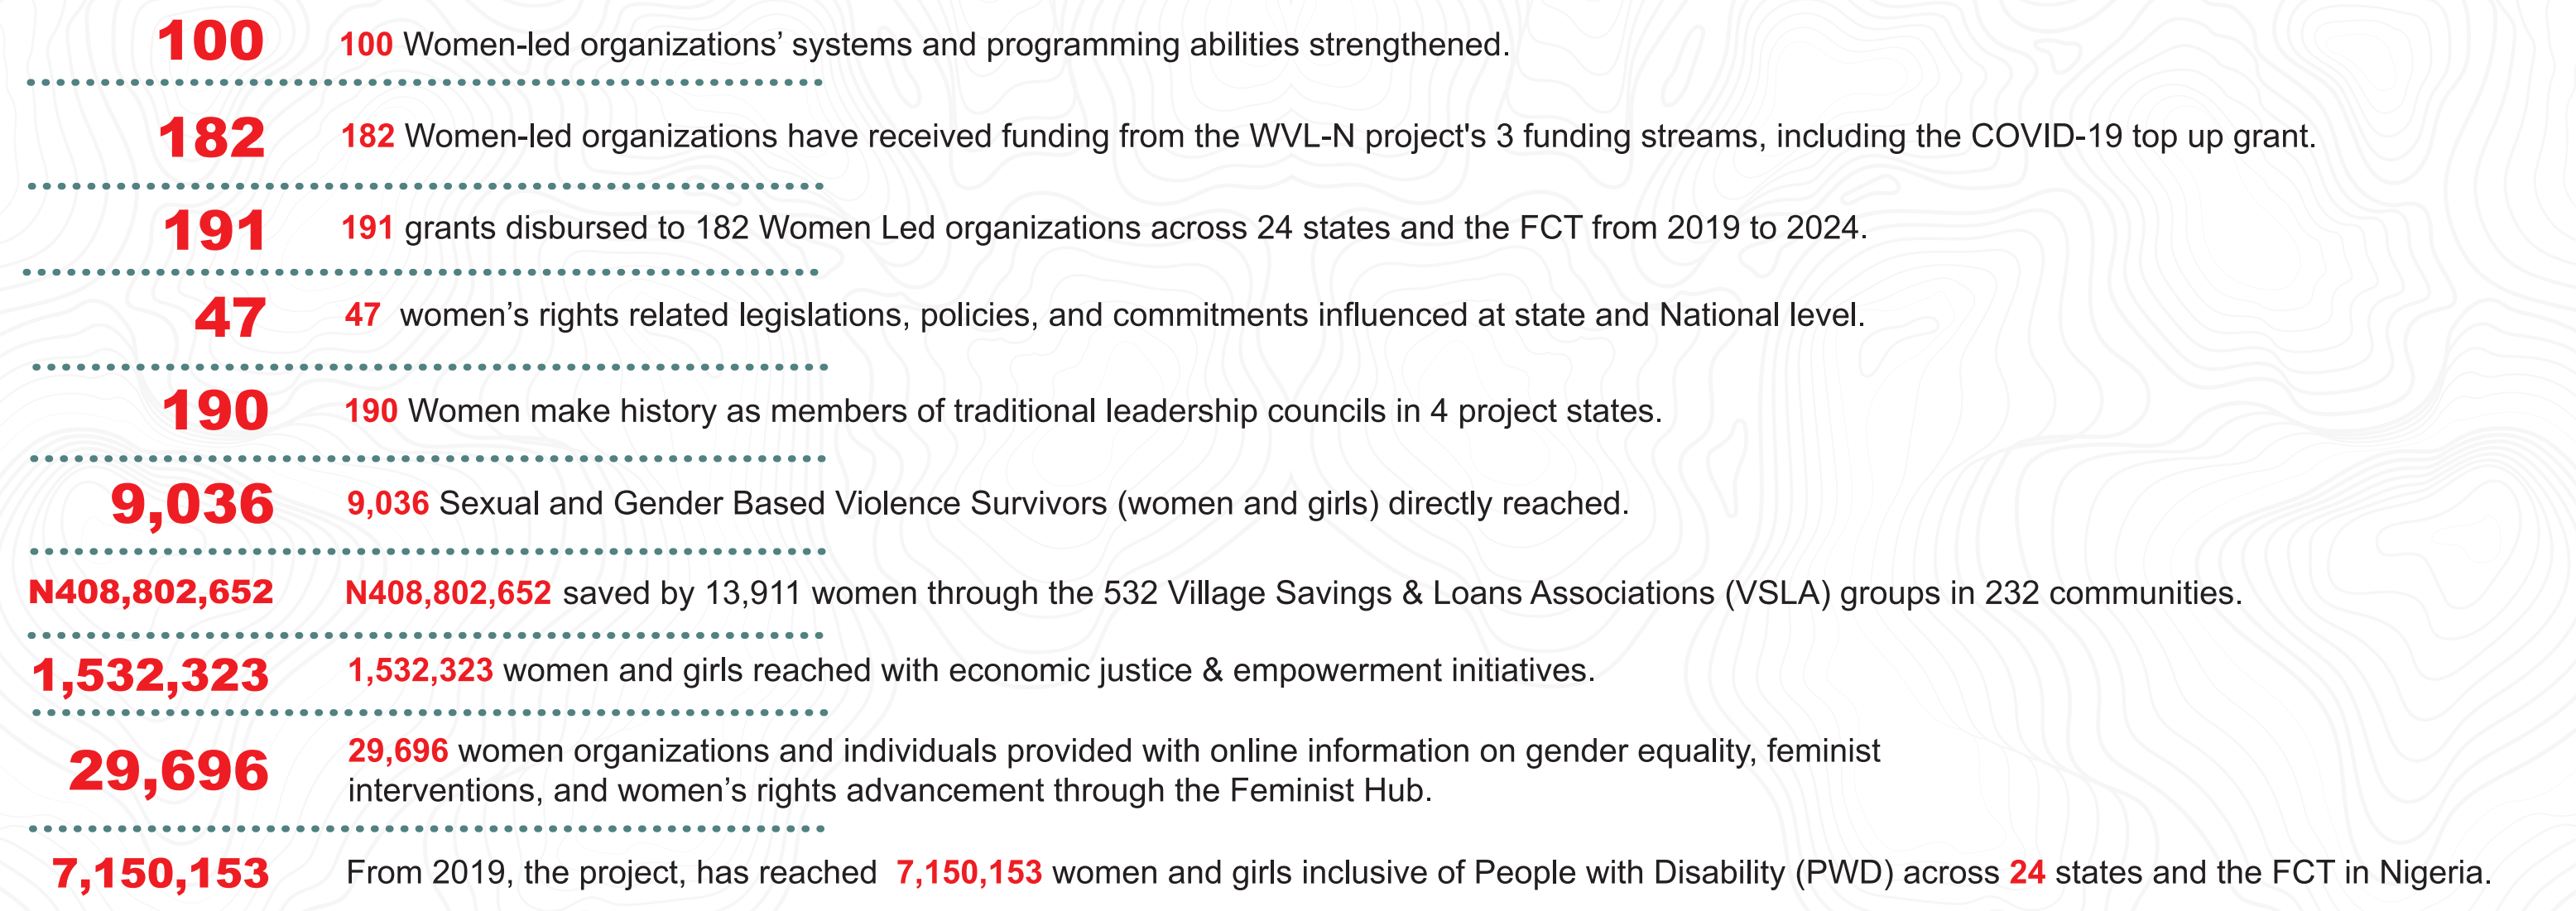 100 100 Women-led organizations’ systems and programming abilities strengthened.
182 182 Women-led organizations have received funding from the WVL-N project's 3 funding streams, including the COVID-19 top up grant.
191 191 grants disbursed to 182 Women Led organizations across 24 states and the FCT from 2019 to 2024.
47 47 women’s rights related legislations, policies, and commitments influenced at state and National level.
190 190 Women make history as members of traditional leadership councils in 4 project states.
9,036 9,036 Sexual and Gender Based Violence Survivors (women and girls) directly reached.
N408,802,652 N408,802,652 saved by 13,911 women through the 532 Village Savings & Loans Associations (VSLA) groups in 232 communities.
1,532,323 1,532,323 women and girls reached with economic justice & empowerment initiatives.
29,696 29,696 women organizations and individuals provided with online information on gender equality, feminist
interventions, and women’s rights advancement through the Feminist Hub.
7,150,153 From 2019, the project, has reached 7,150,153 women and girls inclusive of People with Disability (PWD) across 24 states and the FCT in Nigeria.